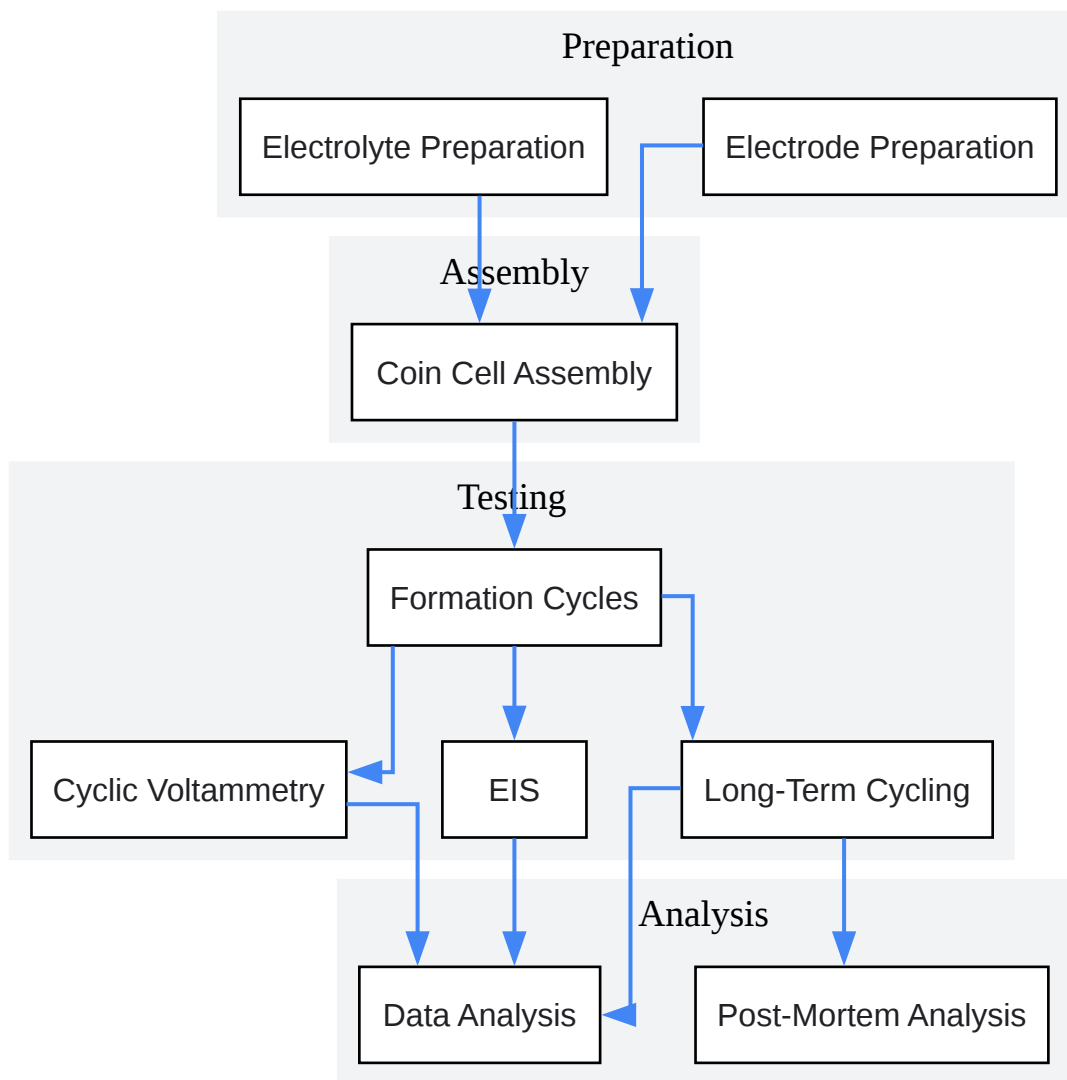 Preparation
Electrolyte Preparation
Electrode Preparation
Assembly
Coin Cell Assembly
Testing
Formation Cycles
Cyclic Voltammetry
EIS
Long-Term Cycling
Analysis
Data Analysis
Post-Mortem Analysis